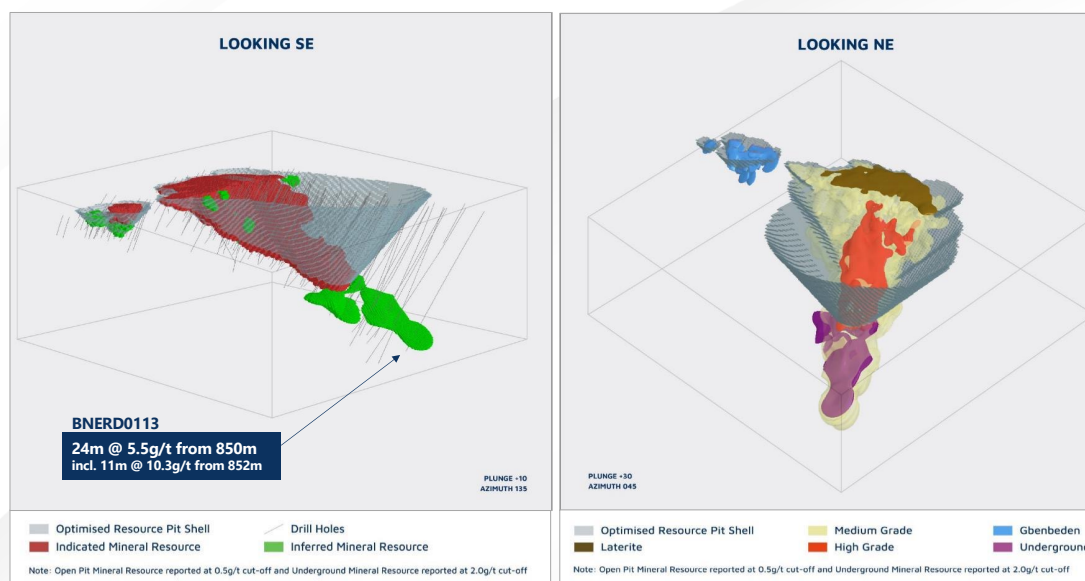 LOOKING SE
BNERD0113
24m @ 5.5g/t from 850m
incl. 11m @ 10.3g/t from 852m
PLUNGE +10
AZIMUTH 135
Optimised Resource Pit Shell
Drill Holes
Indicated Mineral Resource
Inferred Mineral Resource
Note: Open Pit Mineral Resource reported at 0.5g/t cut-off and Underground Mineral Resource reported at 2.0g/t cut-off
LOOKING NE
PLUNGE +30
AZIMUTH 045
Optimised Resource Pit Shell
Medium Grade
Gbenbeden
Laterite
High Grade
Underground
Note: Open Pit Mineral Resource reported at 0.5g/t cut-off and Underground Mineral Resource reported at 2.0g/t cut-off